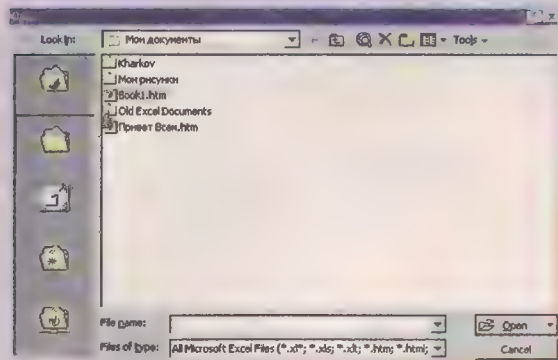 Look in: Мои документы Tools
Kharkov
Мои рисунки
Book1.htm
Old Excel Documents
Привет Всем.htm
File name: Open
Files of type: All Microsoft Excel Files (*.xl*; *.xls; *.xlt; *.htm; *.html; Cancel